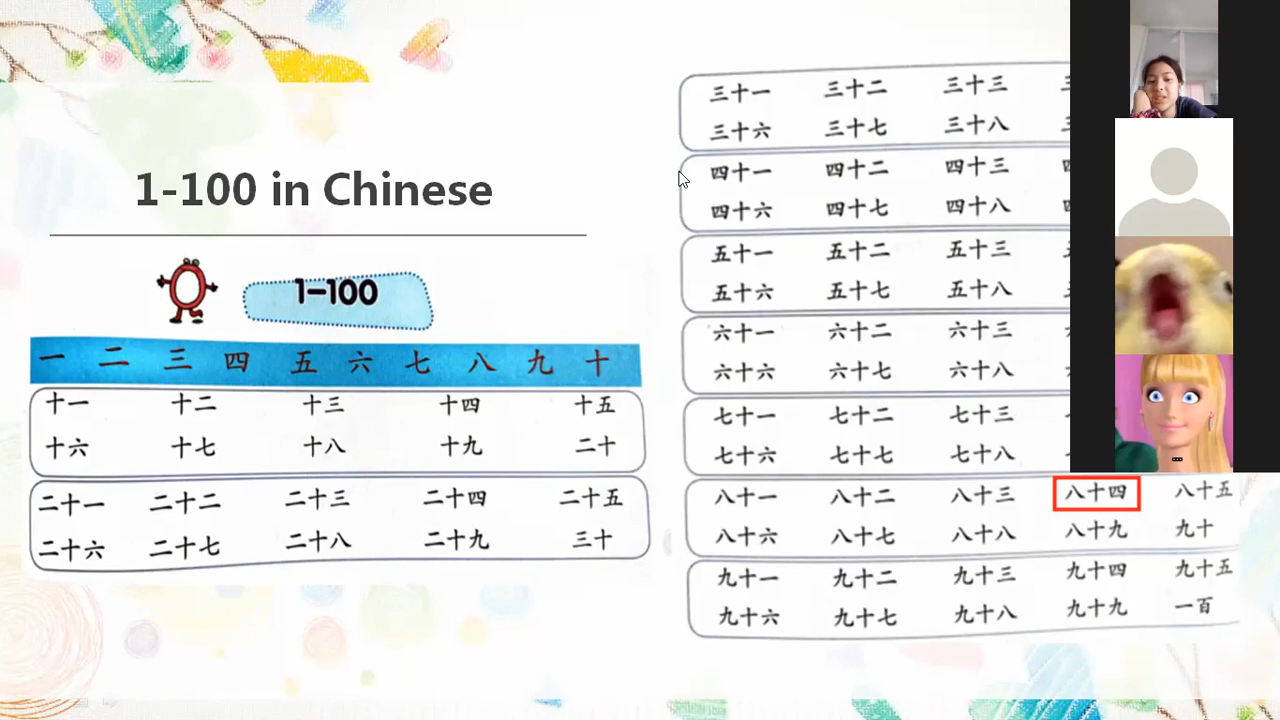 1-100 in Chinese
1-100
一 二 三 四 五 六 七 八 九 十
十一 十二 十三 十四 十五
十六 十七 十八 十九 二十
二十一 二十二 二十三 二十四 二十五
二十六 二十七 二十八 二十九 三十
三十一 三十二 三十三
三十六 三十七 三十八
四十一 四十二 四十三
四十六 四十七 四十八
五十一 五十二 五十三
五十六 五十七 五十八
六十一 六十二 六十三
六十六 六十七 六十八
七十一 七十二 七十三
七十六 七十七 七十八
八十一 八十二 八十三 八十四 八十五
八十六 八十七 八十八 八十九 九十
九十一 九十二 九十三 九十四 九十五
九十六 九十七 九十八 九十九 一百